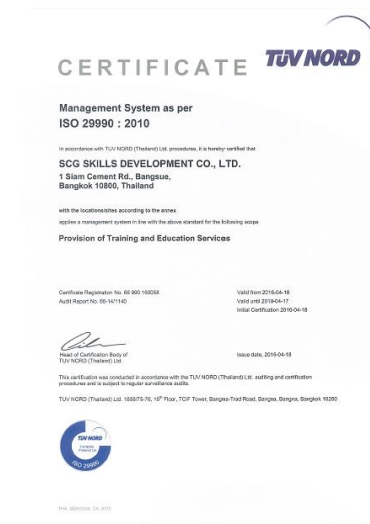 TÜV NORD
CERTIFICATE
Management System as per
ISO 29990 : 2010
In accordance with TUV NORD (Thailand) Ltd. procedures, it is hereby certified that
SCG SKILLS DEVELOPMENT CO., LTD.
1 Siam Cement Rd., Bangsue,
Bangkok 10800, Thailand
with the locations/sites according to the annex
applies a management system in line with the above standard for the following scope
Provision of Training and Education Services
Certificate Registration No. 66 990 160058
Audit Report No. 66-14/1140
Valid from 2016-04-18
Valid until 2019-04-17
Initial Certification 2016-04-18
Head of Certification Body of
TUV NORD (Thailand) Ltd.
Issue date, 2016-04-18
This certification was conducted in accordance with the TUV NORD (Thailand) Ltd. auditing and certification
procedures and is subject to regular surveillance audits.
TUV NORD (Thailand) Ltd. 1858/75-76, 16th Floor, TCIF Tower, Bangna-Trad Road, Bangna, Bangna, Bangkok 10260
TÜV NORD
ISO 29990